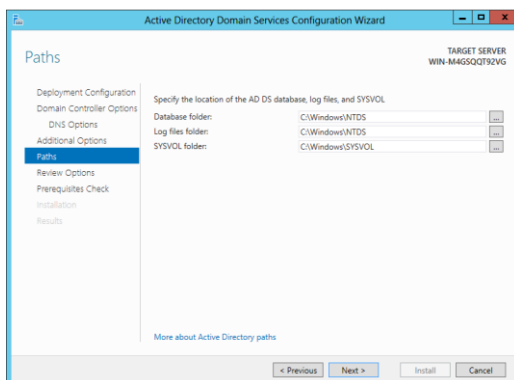 Active Directory Domain Services Configuration Wizard
Paths
TARGET SERVER
WIN-M4GSQQT92VG
Deployment Configuration
Domain Controller Options
DNS Options
Additional Options
Paths
Review Options
Prerequisites Check
Installation
Results
Specify the location of the AD DS database, log files, and SYSVOL
Database folder: C:\Windows\NTDS ...
Log files folder: C:\Windows\NTDS ...
SYSVOL folder: C:\Windows\SYSVOL ...
More about Active Directory paths
< Previous Next > Install Cancel